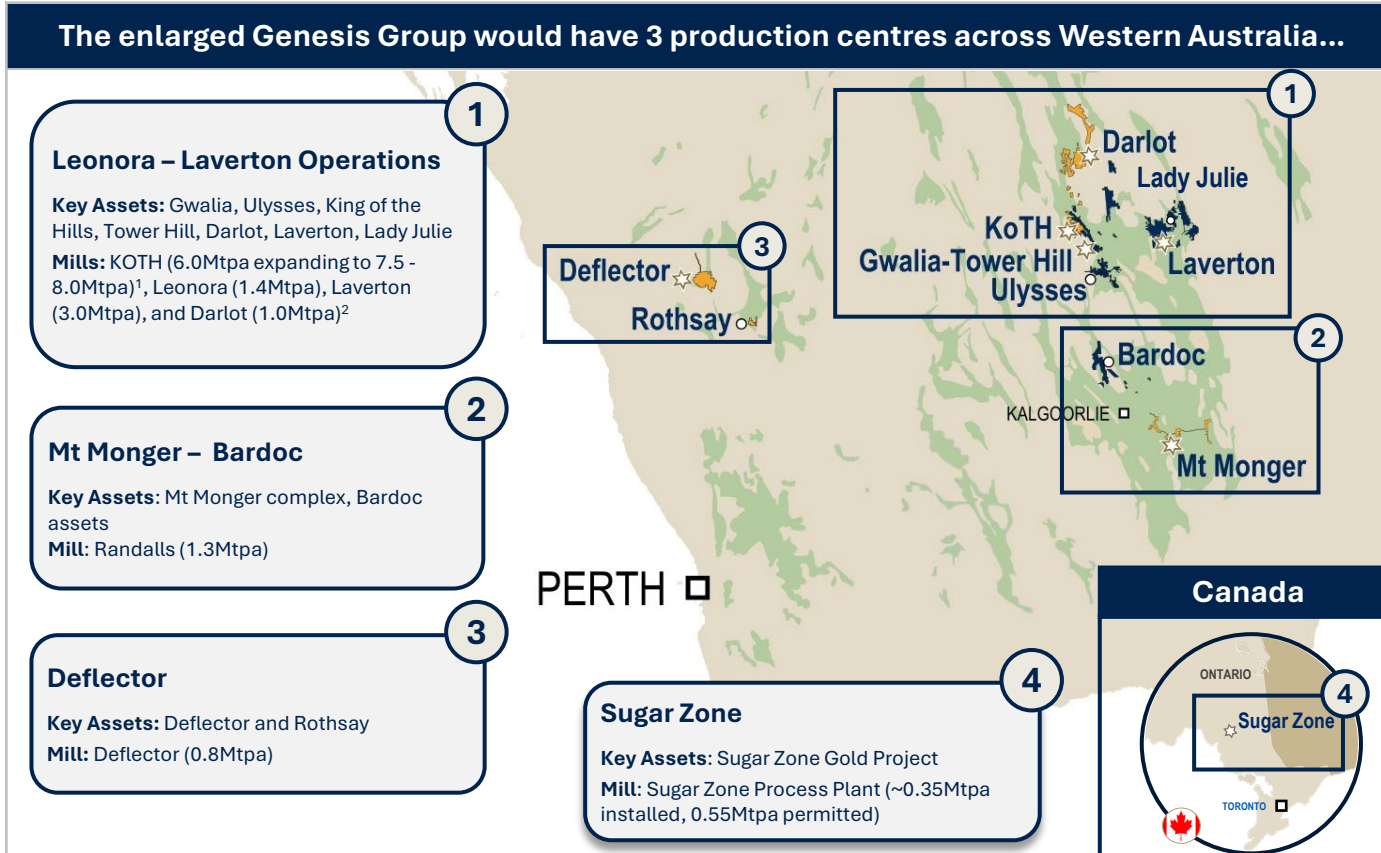 The enlarged Genesis Group would have 3 production centres across Western Australia...
1
Leonora – Laverton Operations
Key Assets: Gwalia, Ulysses, King of the
Hills, Tower Hill, Darlot, Laverton, Lady Julie
Mills: KOTH (6.0Mtpa expanding to 7.5 -
8.0Mtpa)¹, Leonora (1.4Mtpa), Laverton
(3.0Mtpa), and Darlot (1.0Mtpa)²
2
Mt Monger – Bardoc
Key Assets: Mt Monger complex, Bardoc
assets
Mill: Randalls (1.3Mtpa)
3
Deflector
Key Assets: Deflector and Rothsay
Mill: Deflector (0.8Mtpa)
1
Darlot
Lady Julie
KoTH
Gwalia-Tower Hill
Laverton
Ulysses
3
Deflector
Rothsay
2
Bardoc
KALGOORLIE
Mt Monger
PERTH
4
Sugar Zone
Key Assets: Sugar Zone Gold Project
Mill: Sugar Zone Process Plant (~0.35Mtpa
installed, 0.55Mtpa permitted)
Canada
ONTARIO
4
Sugar Zone
TORONTO